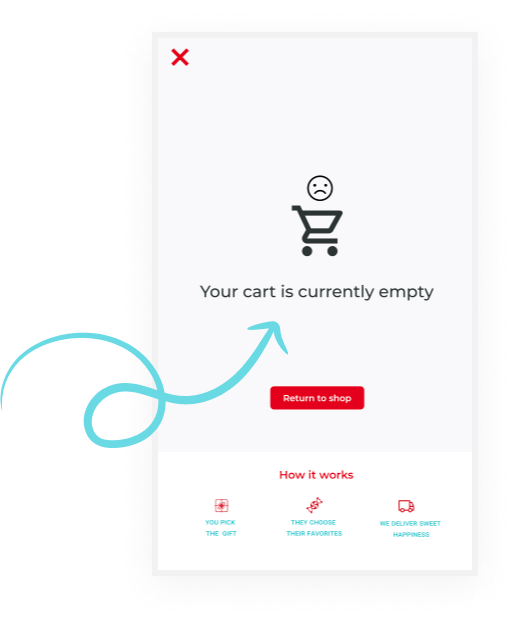 Your cart is currently empty
Return to shop
How it works
YOU PICK
THE GIFT
THEY CHOOSE
THEIR FAVORITES
WE DELIVER SWEET
HAPPINESS